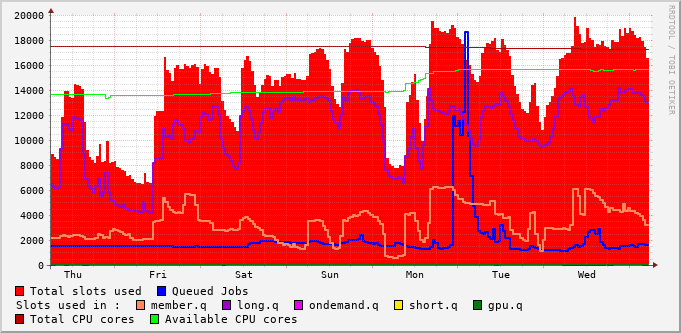 20000
18000
16000
14000
12000
10000
8000
6000
4000
2000
0
Thu Fri Sat Sun Mon Tue Wed
RRDTOOL / TOBI OETIKER
Total slots used Queued Jobs
Slots used in : member.q long.q ondemand.q short.q gpu.q
Total CPU cores Available CPU cores